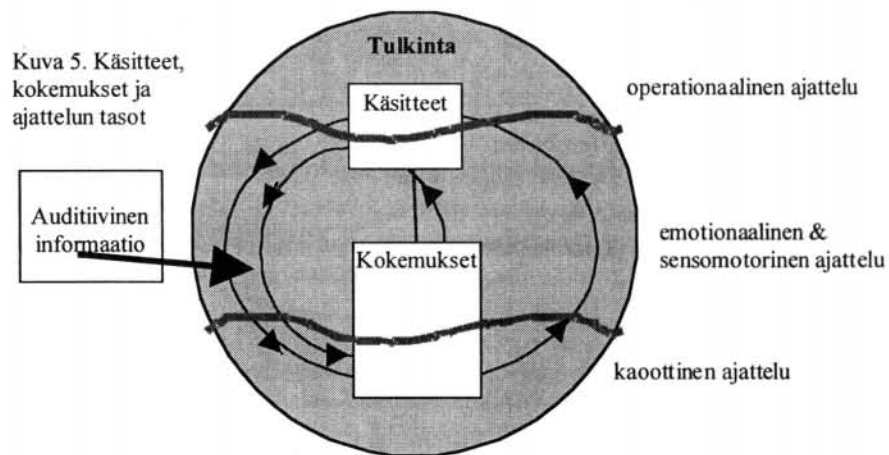 Kuva 5. Käsitteet,
kokemukset ja
ajattelun tasot
Tulkinta
Käsitteet
operationaalinen ajattelu
Auditiivinen
informaatio
Kokemukset
emotionaalinen &
sensomotorinen ajattelu
kaoottinen ajattelu